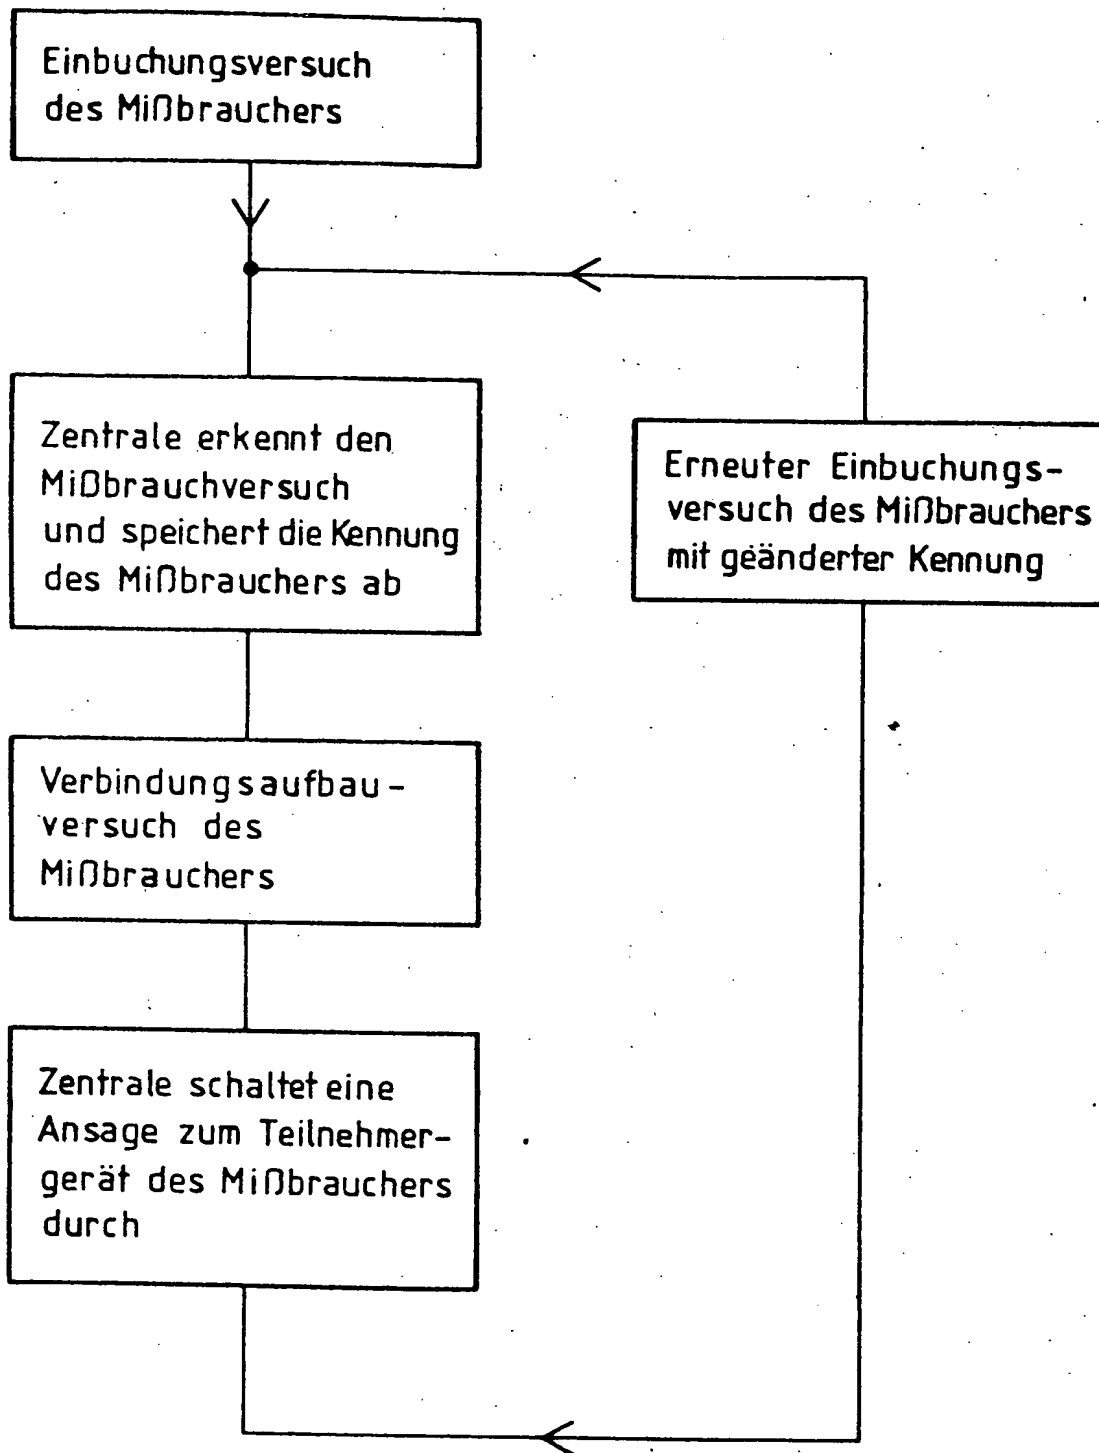 Einbuchungsversuch
des Mißbrauchers
Zentrale erkennt den
Mißbrauchversuch
und speichert die Kennung
des Mißbrauchers ab
Erneuter Einbuchungs-
versuch des Mißbrauchers
mit geänderter Kennung
Verbindungsaufbau-
versuch des
Mißbrauchers
Zentrale schaltet eine
Ansage zum Teilnehmer-
gerät des Mißbrauchers
durch